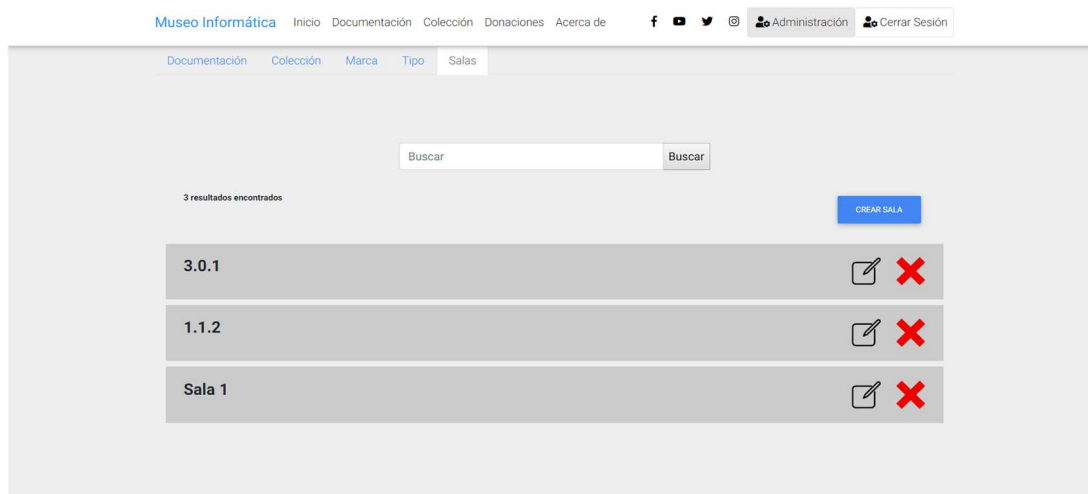 Museo Informática Inicio Documentación Colección Donaciones Acerca de Administración Cerrar Sesión
Documentación Colección Marca Tipo Salas
Buscar Buscar
3 resultados encontrados
CREAR SALA
3.0.1
1.1.2
Sala 1